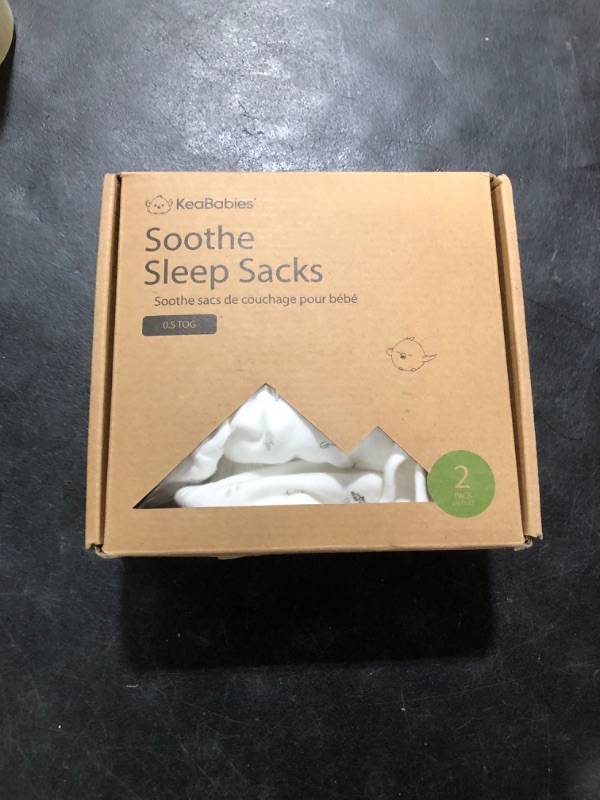 KeaBabies
Soothe
Sleep Sacks
Soothe sacs de couchage pour bébé
0.5 TOG
2
PACK